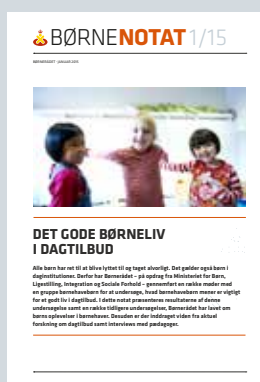 BØRNENOTAT 1/15
BØRNERÅDET · JANUAR 2015
DET GODE BØRNELIV
I DAGTILBUD
Alle børn har ret til at blive lyttet til og taget alvorligt. Det gælder også børn i
daginstitutioner. Derfor har Børnerådet – på opdrag fra Ministeriet for Børn,
Ligestilling, Integration og Sociale Forhold – gennemført en række møder med
en gruppe børnehavebørn for at undersøge, hvad børnehavebørn mener er vigtigt
for et godt liv i dagtilbud. I dette notat præsenteres resultaterne af denne
undersøgelse samt en række tidligere undersøgelser, Børnerådet har lavet om
børns oplevelser i børnehaver. Desuden er der inddraget viden fra aktuel
forskning om dagtilbud samt interviews med pædagoger.